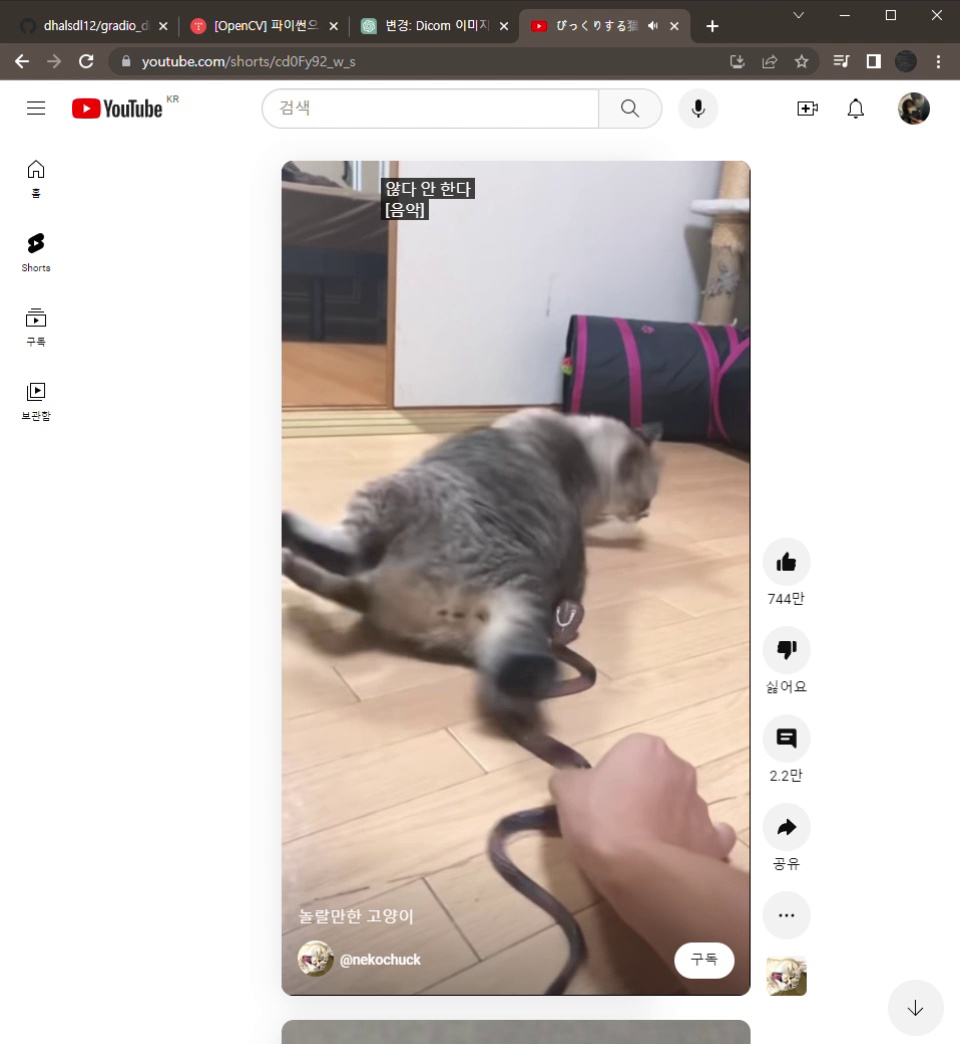 dhalsdl12/gradio_d
[OpenCV] 파이썬으
변경: Dicom 이미지
びっくりする猫
youtube.com/shorts/cd0Fy92_w_s
YouTube KR
검색
홈
Shorts
구독
보관함
않다 안 한다
[음악]
744만
싫어요
2.2만
공유
놀랄만한 고양이
@nekochuck
구독